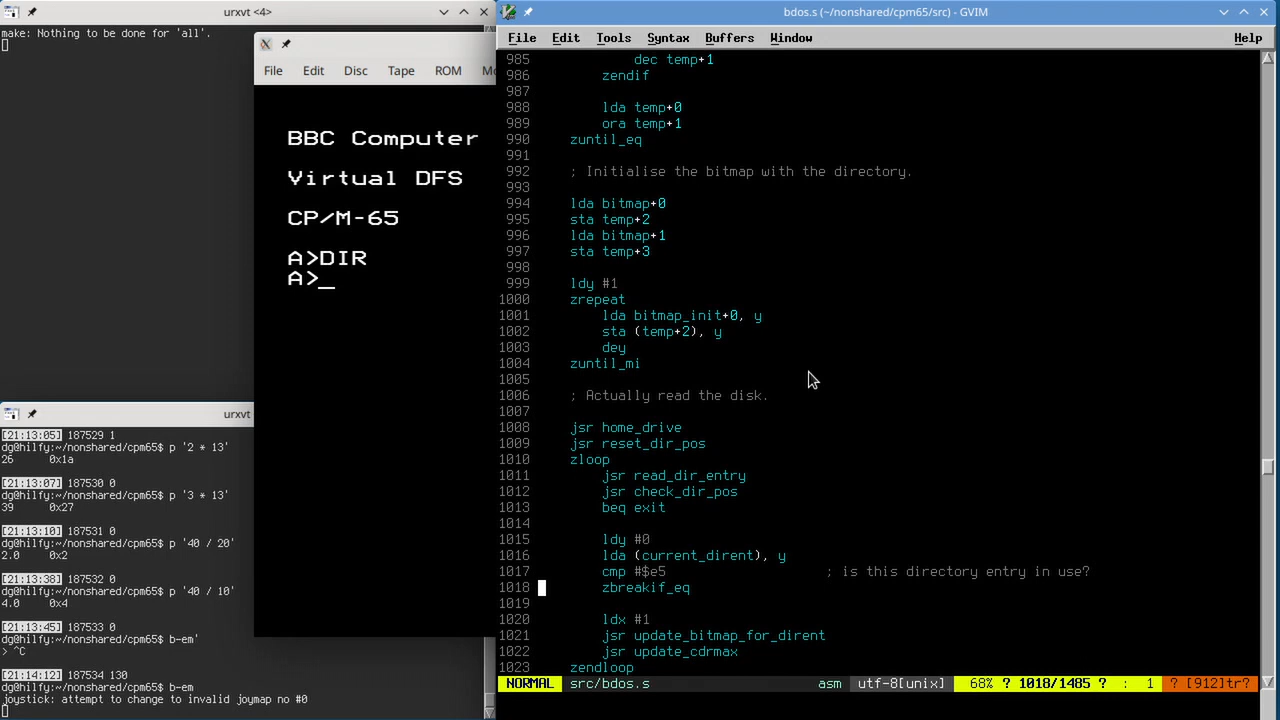 urxvt <4>
make: Nothing to be done for 'all'.
File Edit Disc Tape ROM Mo
BBC Computer
Virtual DFS
CP/M-65
A>DIR
A>_
urxvt
[21:13:05] 187529 1
dg@hilfy:~/nonshared/cpm65$ p '2 * 13'
26 0x1a
[21:13:07] 187530 0
dg@hilfy:~/nonshared/cpm65$ p '3 * 13'
39 0x27
[21:13:10] 187531 0
dg@hilfy:~/nonshared/cpm65$ p '40 / 20'
2.0 0x2
[21:13:38] 187532 0
dg@hilfy:~/nonshared/cpm65$ p '40 / 10'
4.0 0x4
[21:13:45] 187533 0
dg@hilfy:~/nonshared/cpm65$ b-em'
> ^C
[21:14:12] 187534 130
dg@hilfy:~/nonshared/cpm65$ b-em
joystick: attempt to change to invalid joymap no #0
bdos.s (~/nonshared/cpm65/src) - GVIM
File Edit Tools Syntax Buffers Window Help
985 dec temp+1
986 zendif
987
988 lda temp+0
989 ora temp+1
990 zuntil_eq
991
992 ; Initialise the bitmap with the directory.
993
994 lda bitmap+0
995 sta temp+2
996 lda bitmap+1
997 sta temp+3
998
999 ldy #1
1000 zrepeat
1001 lda bitmap_init+0, y
1002 sta (temp+2), y
1003 dey
1004 zuntil_mi
1005
1006 ; Actually read the disk.
1007
1008 jsr home_drive
1009 jsr reset_dir_pos
1010 zloop
1011 jsr read_dir_entry
1012 jsr check_dir_pos
1013 beq exit
1014
1015 ldy #0
1016 lda (current_dirent), y
1017 cmp #$e5 ; is this directory entry in use?
1018 zbreakif_eq
1019
1020 ldx #1
1021 jsr update_bitmap_for_dirent
1022 jsr update_cdrmax
1023 zendloop
NORMAL src/bdos.s asm utf-8[unix] 68% ? 1018/1485 ? : 1 ? [912]tr?